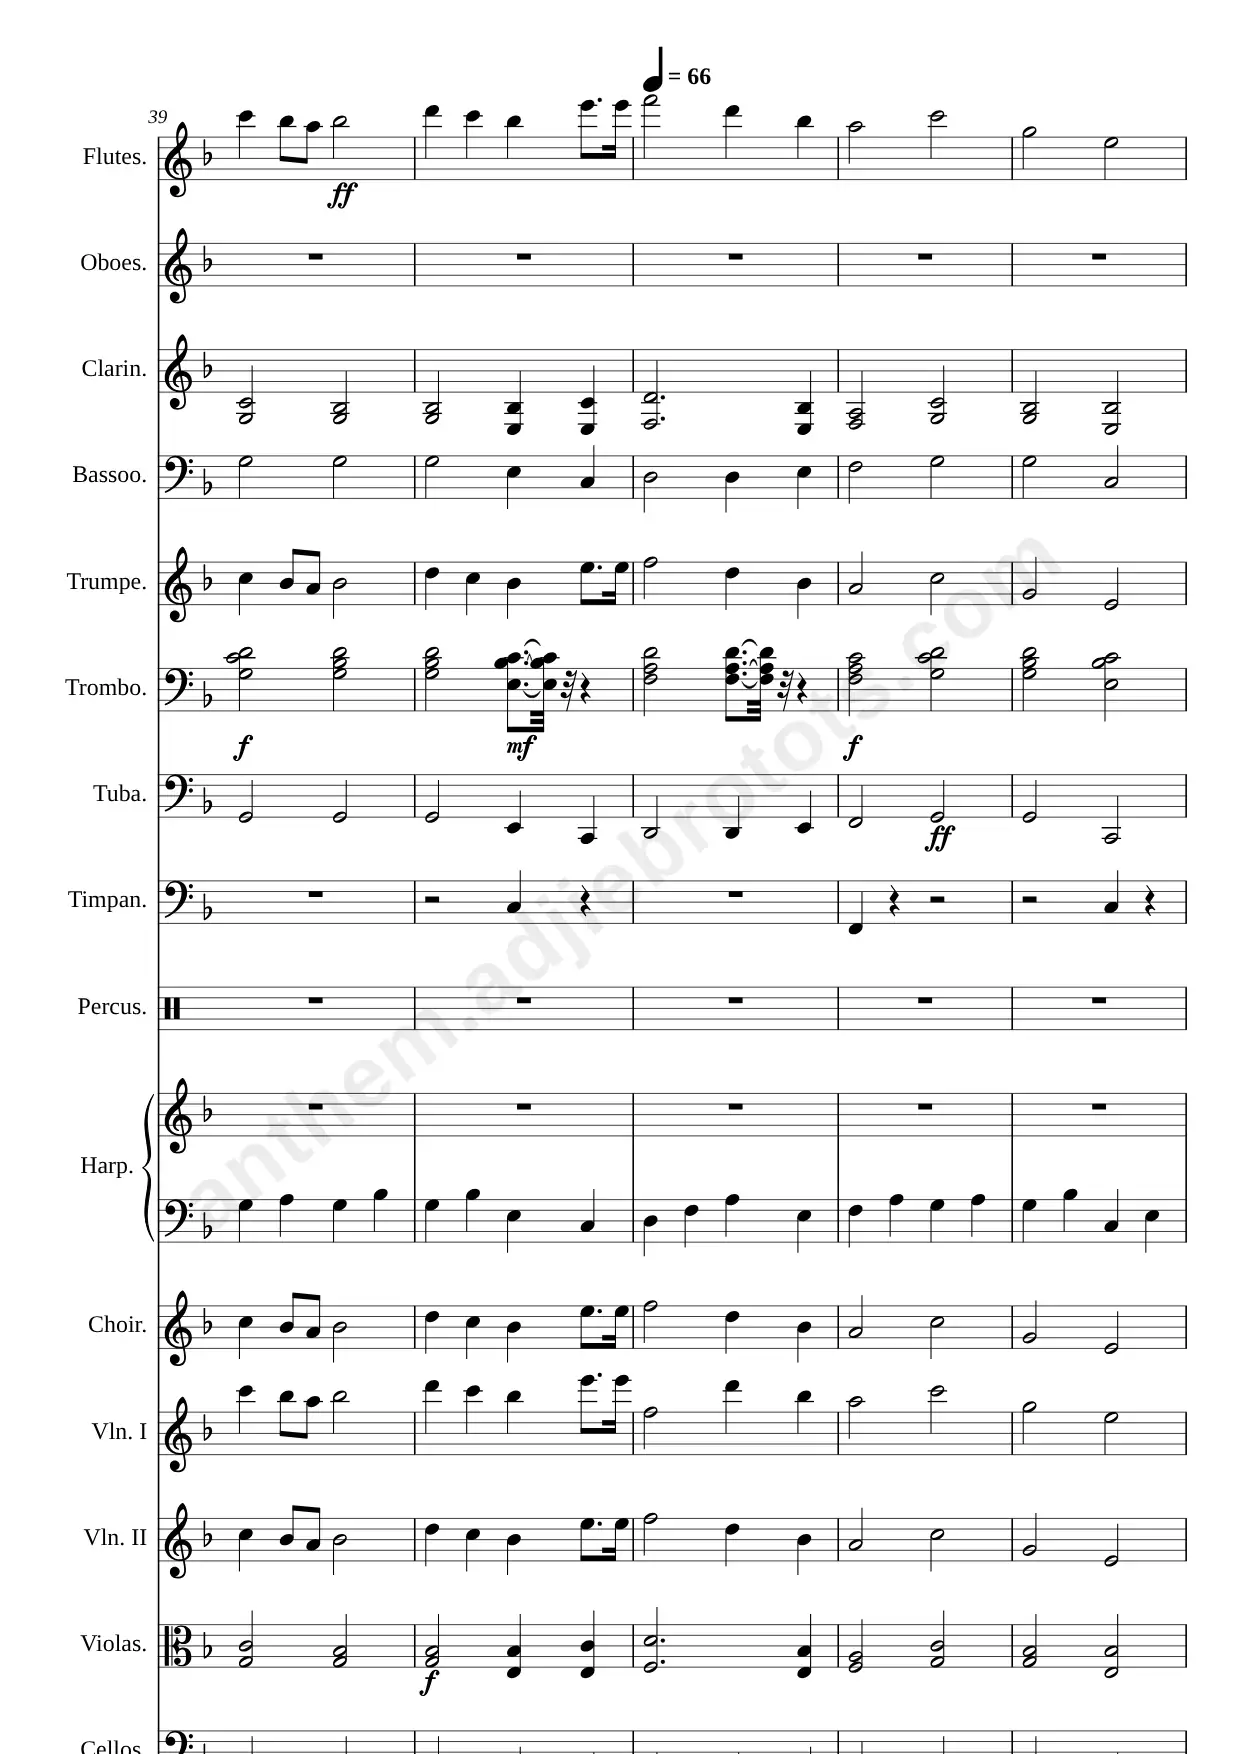 = 66
39
Flutes.
ff
Oboes.
Clarin.
Bassoo.
Trumpe.
Trombo.
f mf f
Tuba.
ff
Timpan.
Percus.
Harp.
Choir.
Vln. I
Vln. II
Violas.
f
Cellos.
anthem.adjiebrotots.com